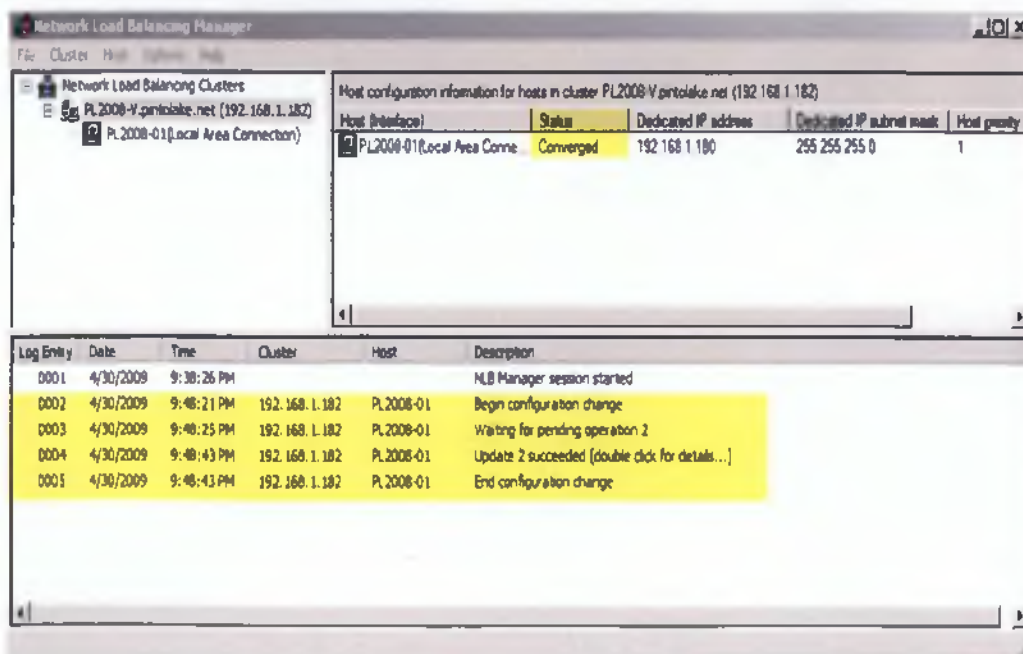 Network Load Balancing Manager
File Cluster
Network Load Balancing Clusters
PL2008-V.pintolake.net (192.168.1.182)
PL2008-01(Local Area Connection)
Host configuration information for hosts in cluster PL2008-V.pintolake.net (192.168.1.182)
Host (Interface) Status Dedicated IP address Dedicated IP subnet mask Host priority
PL2008-01(Local Area Conne... Converged 192.168.1.180 255.255.255.0 1
Log Entry Date Time Cluster Host Description
0001 4/30/2009 9:38:26 PM NLB Manager session started
0002 4/30/2009 9:48:21 PM 192.168.1.182 PL2008-01 Begin configuration change
0003 4/30/2009 9:48:25 PM 192.168.1.182 PL2008-01 Waiting for pending operation 2
0004 4/30/2009 9:48:43 PM 192.168.1.182 PL2008-01 Update 2 succeeded [double click for details...]
0005 4/30/2009 9:48:43 PM 192.168.1.182 PL2008-01 End configuration change